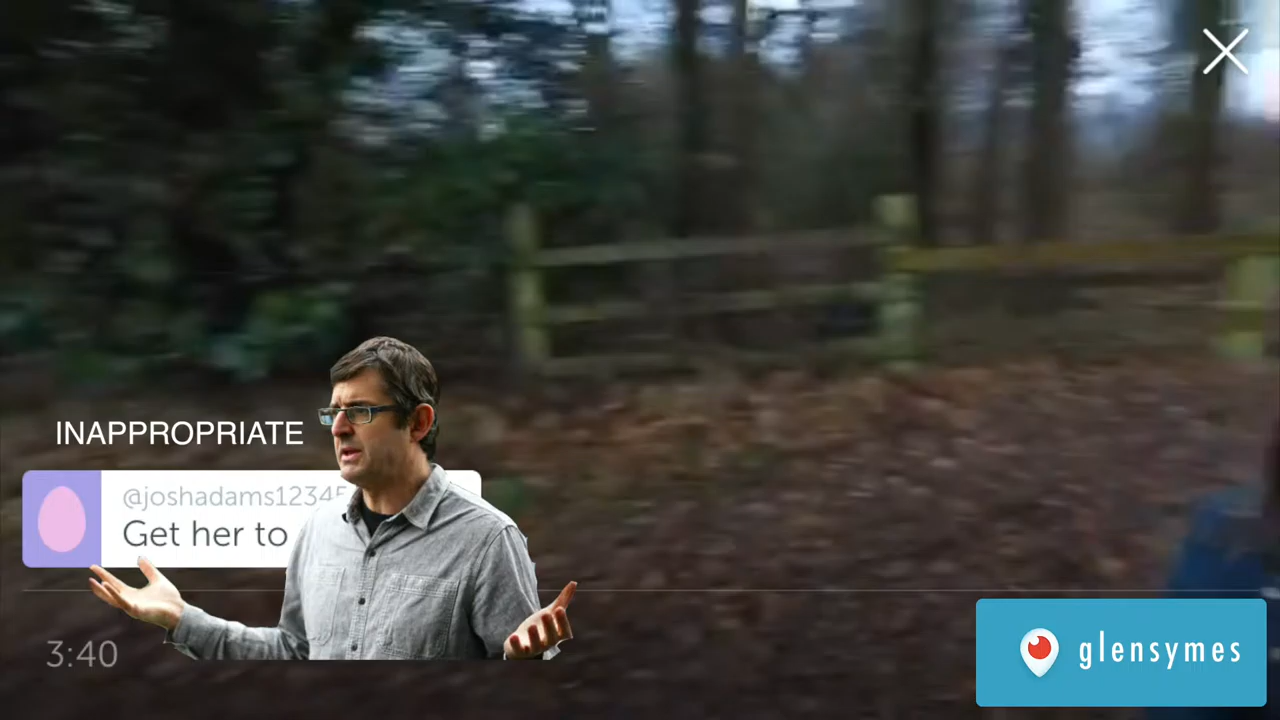 INAPPROPRIATE
@joshadams12345
Get her to
3:40
glensymes